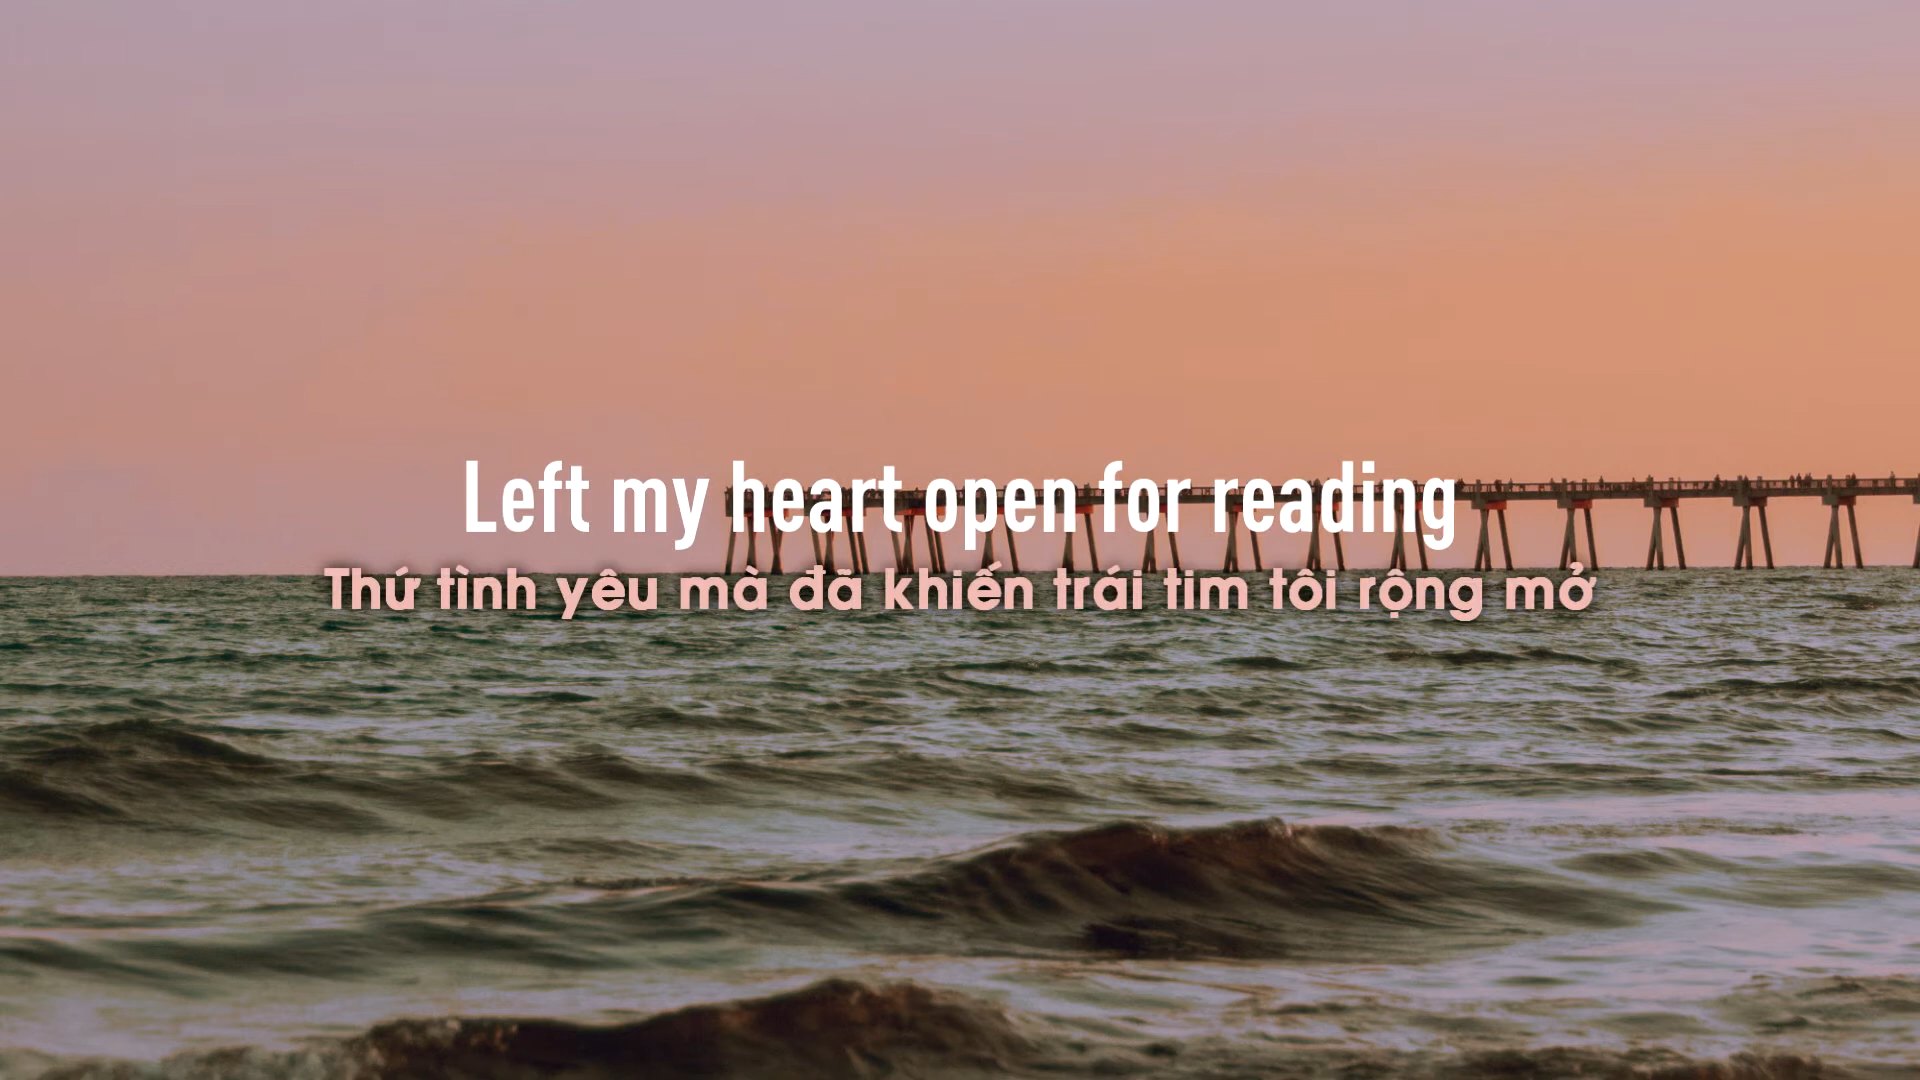 Left my heart open for reading
Thứ tình yêu mà đã khiến trái tim tôi rộng mở